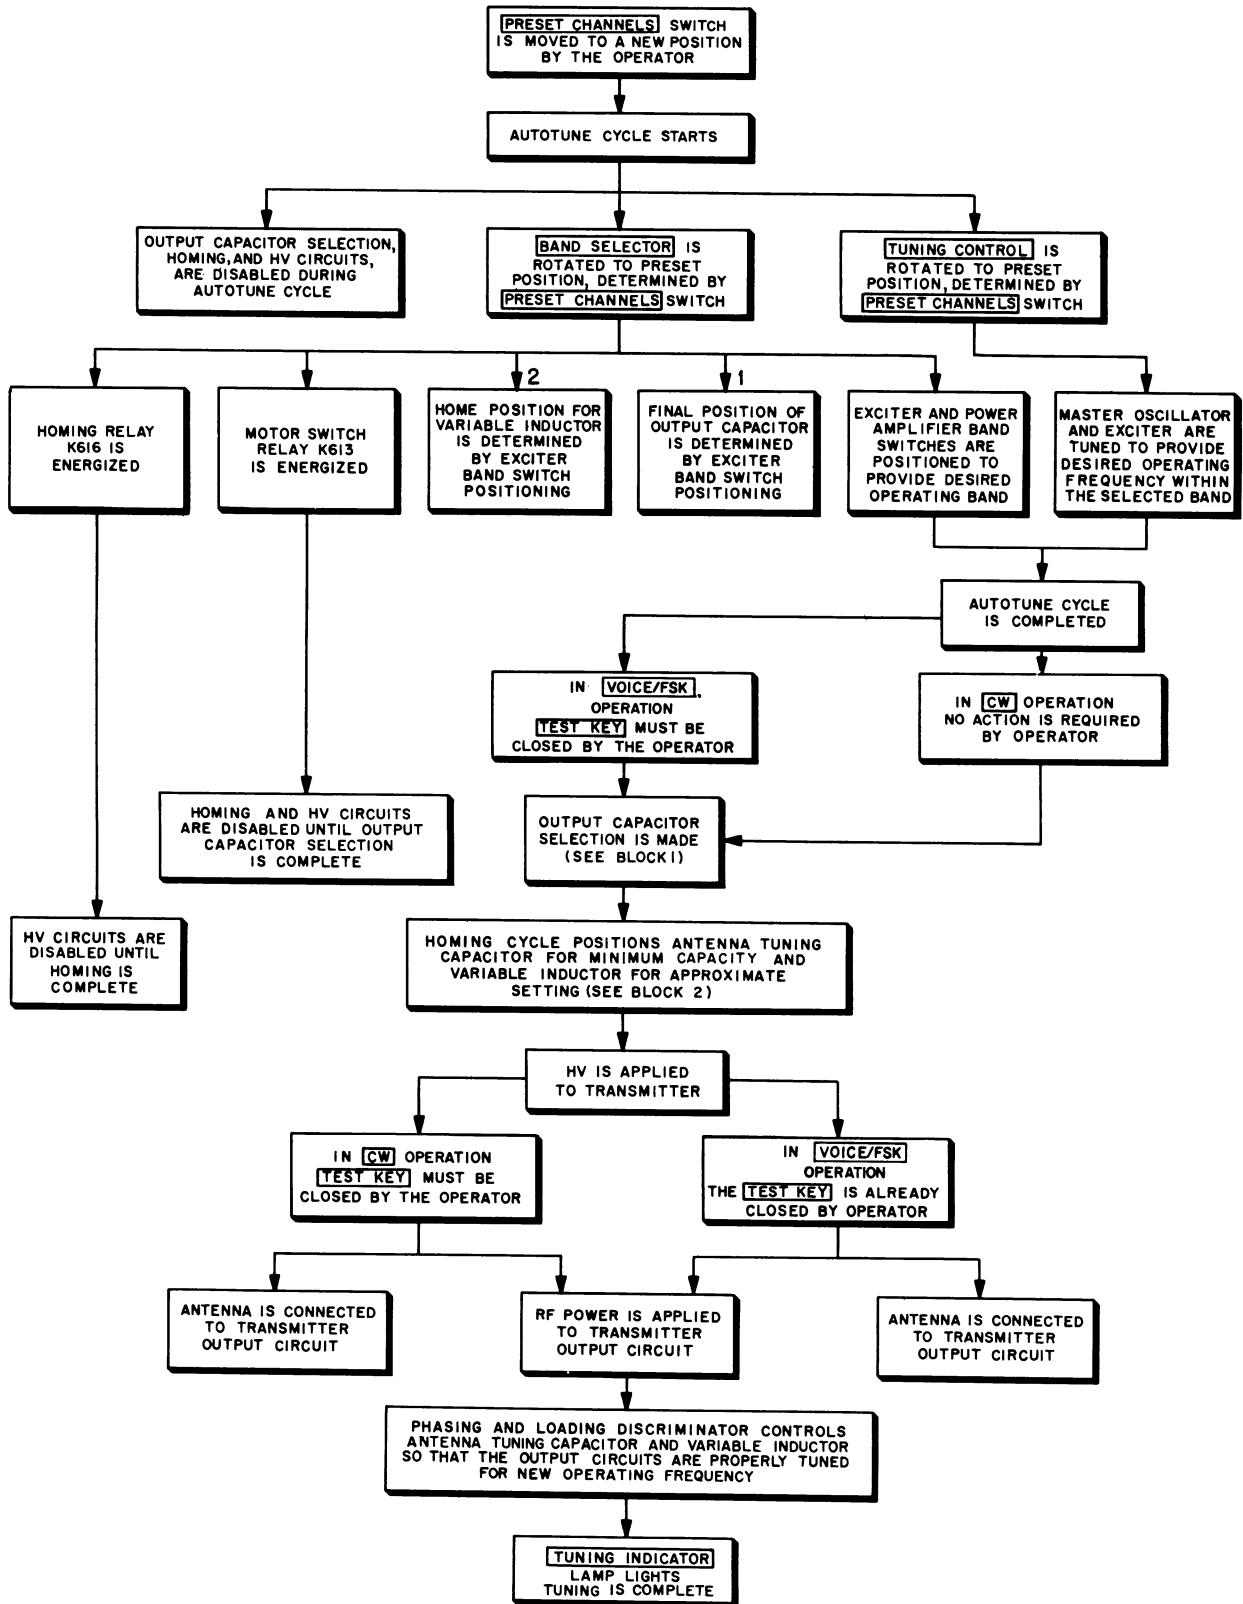 PRESET CHANNELS SWITCH
IS MOVED TO A NEW POSITION
BY THE OPERATOR
AUTOTUNE CYCLE STARTS
OUTPUT CAPACITOR SELECTION,
HOMING, AND HV CIRCUITS,
ARE DISABLED DURING
AUTOTUNE CYCLE
BAND SELECTOR IS
ROTATED TO PRESET
POSITION, DETERMINED BY
PRESET CHANNELS SWITCH
TUNING CONTROL IS
ROTATED TO PRESET
POSITION, DETERMINED BY
PRESET CHANNELS SWITCH
HOMING RELAY
K616 IS
ENERGIZED
MOTOR SWITCH
RELAY K613
IS ENERGIZED
2
HOME POSITION FOR
VARIABLE INDUCTOR
IS DETERMINED
BY EXCITER
BAND SWITCH
POSITIONING
1
FINAL POSITION OF
OUTPUT CAPACITOR
IS DETERMINED
BY EXCITER
BAND SWITCH
POSITIONING
EXCITER AND POWER
AMPLIFIER BAND
SWITCHES ARE
POSITIONED TO
PROVIDE DESIRED
OPERATING BAND
MASTER OSCILLATOR
AND EXCITER ARE
TUNED TO PROVIDE
DESIRED OPERATING
FREQUENCY WITHIN
THE SELECTED BAND
AUTOTUNE CYCLE
IS COMPLETED
IN VOICE/FSK.
OPERATION
TEST KEY MUST BE
CLOSED BY THE OPERATOR
IN CW OPERATION
NO ACTION IS REQUIRED
BY OPERATOR
HOMING AND HV CIRCUITS
ARE DISABLED UNTIL OUTPUT
CAPACITOR SELECTION
IS COMPLETE
OUTPUT CAPACITOR
SELECTION IS MADE
(SEE BLOCK 1)
HV CIRCUITS ARE
DISABLED UNTIL
HOMING IS
COMPLETE
HOMING CYCLE POSITIONS ANTENNA TUNING
CAPACITOR FOR MINIMUM CAPACITY AND
VARIABLE INDUCTOR FOR APPROXIMATE
SETTING (SEE BLOCK 2)
HV IS APPLIED
TO TRANSMITTER
IN CW OPERATION
TEST KEY MUST BE
CLOSED BY THE OPERATOR
IN VOICE/FSK
OPERATION
THE TEST KEY IS ALREADY
CLOSED BY OPERATOR
ANTENNA IS CONNECTED
TO TRANSMITTER
OUTPUT CIRCUIT
RF POWER IS APPLIED
TO TRANSMITTER
OUTPUT CIRCUIT
ANTENNA IS CONNECTED
TO TRANSMITTER
OUTPUT CIRCUIT
PHASING AND LOADING DISCRIMINATOR CONTROLS
ANTENNA TUNING CAPACITOR AND VARIABLE INDUCTOR
SO THAT THE OUTPUT CIRCUITS ARE PROPERLY TUNED
FOR NEW OPERATING FREQUENCY
TUNING INDICATOR
LAMP LIGHTS
TUNING IS COMPLETE